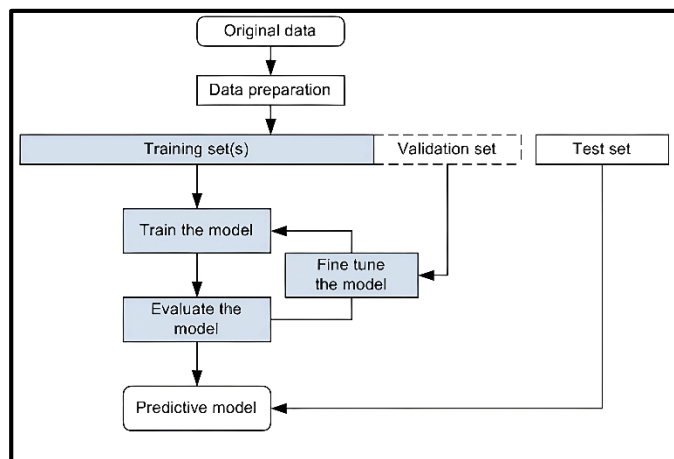 Original data
Data preparation
Training set(s)
Validation set
Test set
Train the model
Fine tune
the model
Evaluate the
model
Predictive model